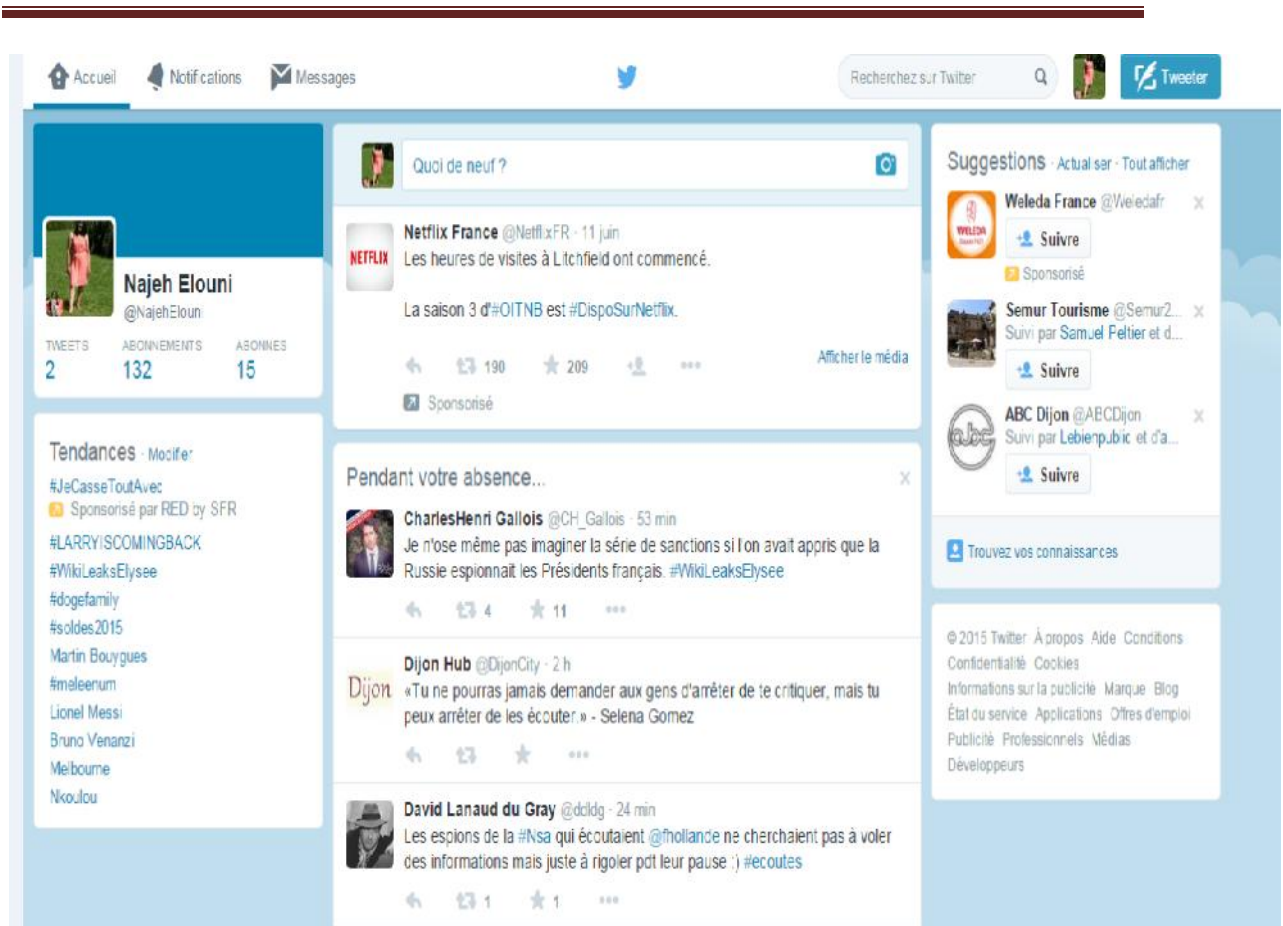 Accueil Notifications Messages
Recherchez sur Twitter
Tweeter
Najeh Elouni
@NajehElouni
TWEETS ABONNEMENTS ABONNÉS
2 132 15
Tendances · Modifier
#JeCasseToutAvec
Sponsorisé par RED by SFR
#LARRYISCOMINGBACK
#WikiLeaksElysee
#dogefamily
#soldes2015
Martin Bouygues
#meleenum
Lionel Messi
Bruno Venanzi
Melbourne
Nkoulou
Quoi de neuf ?
NETFLIX
Netflix France @NetflixFR · 11 juin
Les heures de visites à Litchfield ont commencé.
La saison 3 d'#OITNB est #DispoSurNetflix.
190 209
Afficher le média
Sponsorisé
Pendant votre absence...
CharlesHenri Gallois @CH_Gallois · 53 min
Je n'ose même pas imaginer la série de sanctions si l'on avait appris que la
Russie espionnait les Présidents français. #WikiLeaksElysee
4 11
Dijon
Dijon Hub @DijonCity · 2 h
«Tu ne pourras jamais demander aux gens d'arrêter de te critiquer, mais tu
peux arrêter de les écouter.» - Selena Gomez
David Lanaud du Gray @ddldg · 24 min
Les espions de la #Nsa qui écoutaient @fhollande ne cherchaient pas à voler
des informations mais juste à rigoler pdt leur pause :) #ecoutes
1 1
Suggestions · Actualiser · Tout afficher
WELEDA
Weleda France @Weledafr x
Suivre
Sponsorisé
Semur Tourisme @Semur2... x
Suivi par Samuel Peltier et d...
Suivre
abc
ABC Dijon @ABCDijon x
Suivi par Lebienpublic et d'a...
Suivre
Trouvez vos connaissances
© 2015 Twitter À propos Aide Conditions
Confidentialité Cookies
Informations sur la publicité Marque Blog
État du service Applications Offres d'emploi
Publicité Professionnels Médias
Développeurs